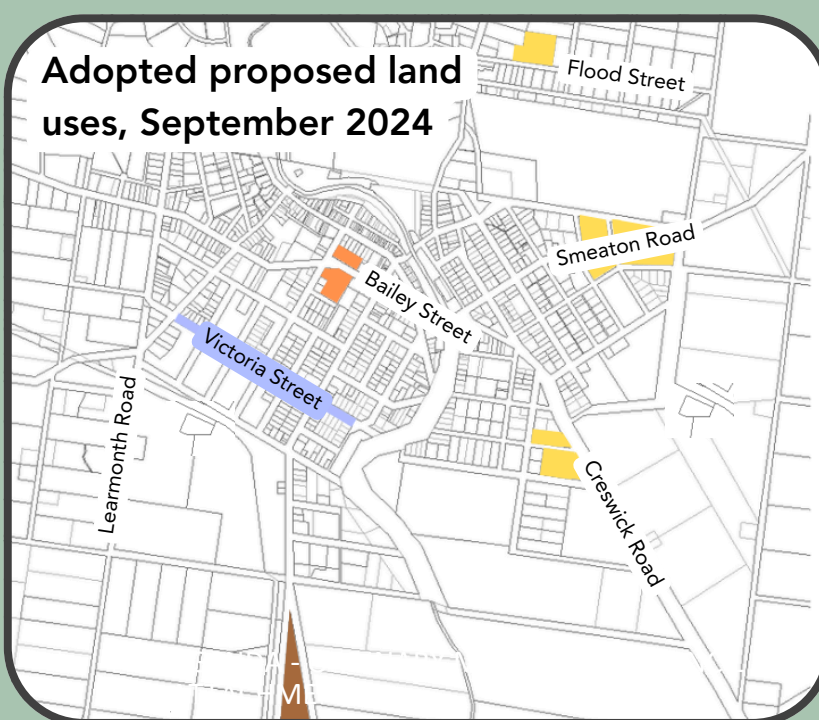 Adopted proposed land
uses, September 2024
Flood Street
Smeaton Road
Bailey Street
Victoria Street
Learmonth Road
Creswick Road